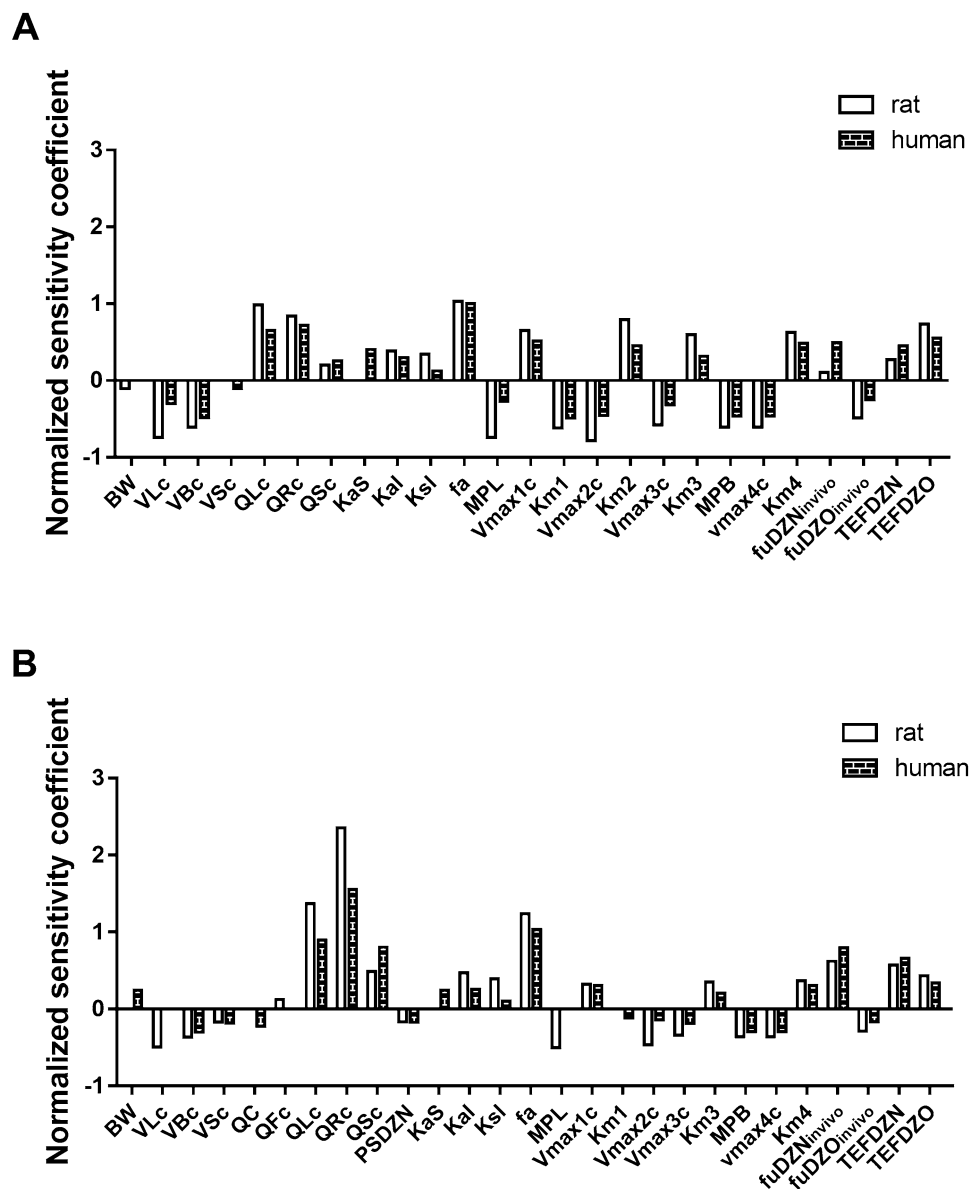 A
Normalized sensitivity coefficient
rat
human
3
2
1
0
-1
BW
VLc
VBc
VSc
QLc
QRc
QSc
KaS
KaI
KsI
fa
MPL
Vmax1c
Km1
Vmax2c
Km2
Vmax3c
Km3
MPB
vmax4c
Km4
fuDZNinvivo
fuDZOinvivo
TEFDZN
TEFDZO
B
Normalized sensitivity coefficient
rat
human
3
2
1
0
-1
BW
VLc
VBc
VSc
QC
QFc
QLc
QRc
QSc
PSDZN
KaS
KaI
KsI
fa
MPL
Vmax1c
Km1
Vmax2c
Vmax3c
Km3
MPB
vmax4c
Km4
fuDZNinvivo
fuDZOinvivo
TEFDZN
TEFDZO